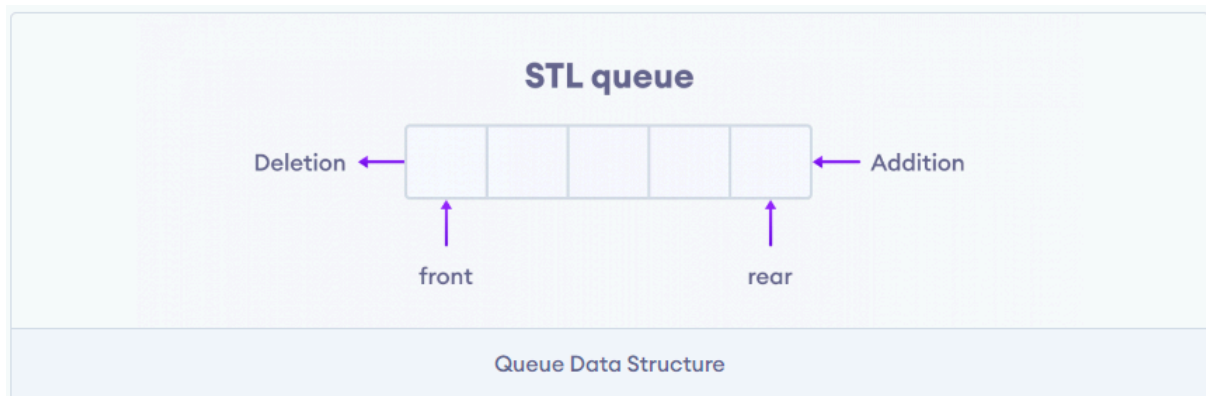 STL queue
Deletion
Addition
front
rear
Queue Data Structure